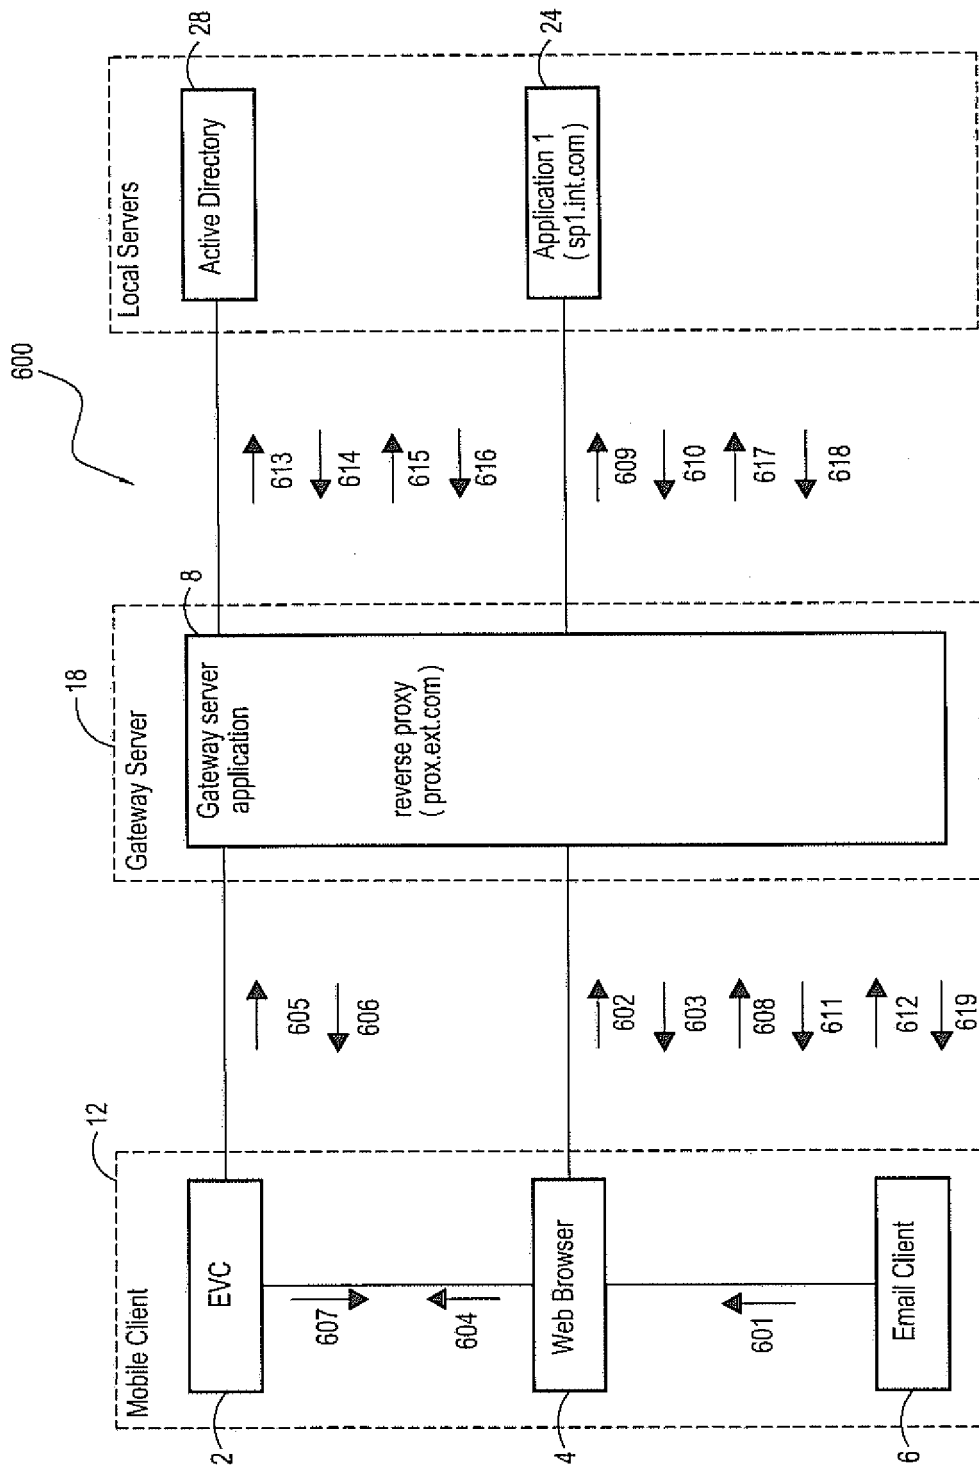 600
Mobile Client
12
EVC
2
607
604
Web Browser
4
601
Email Client
6
605
606
602
603
608
611
612
619
Gateway Server
18
Gateway server
application
8
reverse proxy
( prox.ext.com )
613
614
615
616
609
610
617
618
Local Servers
Active Directory
28
Application 1
( sp1.int.com )
24